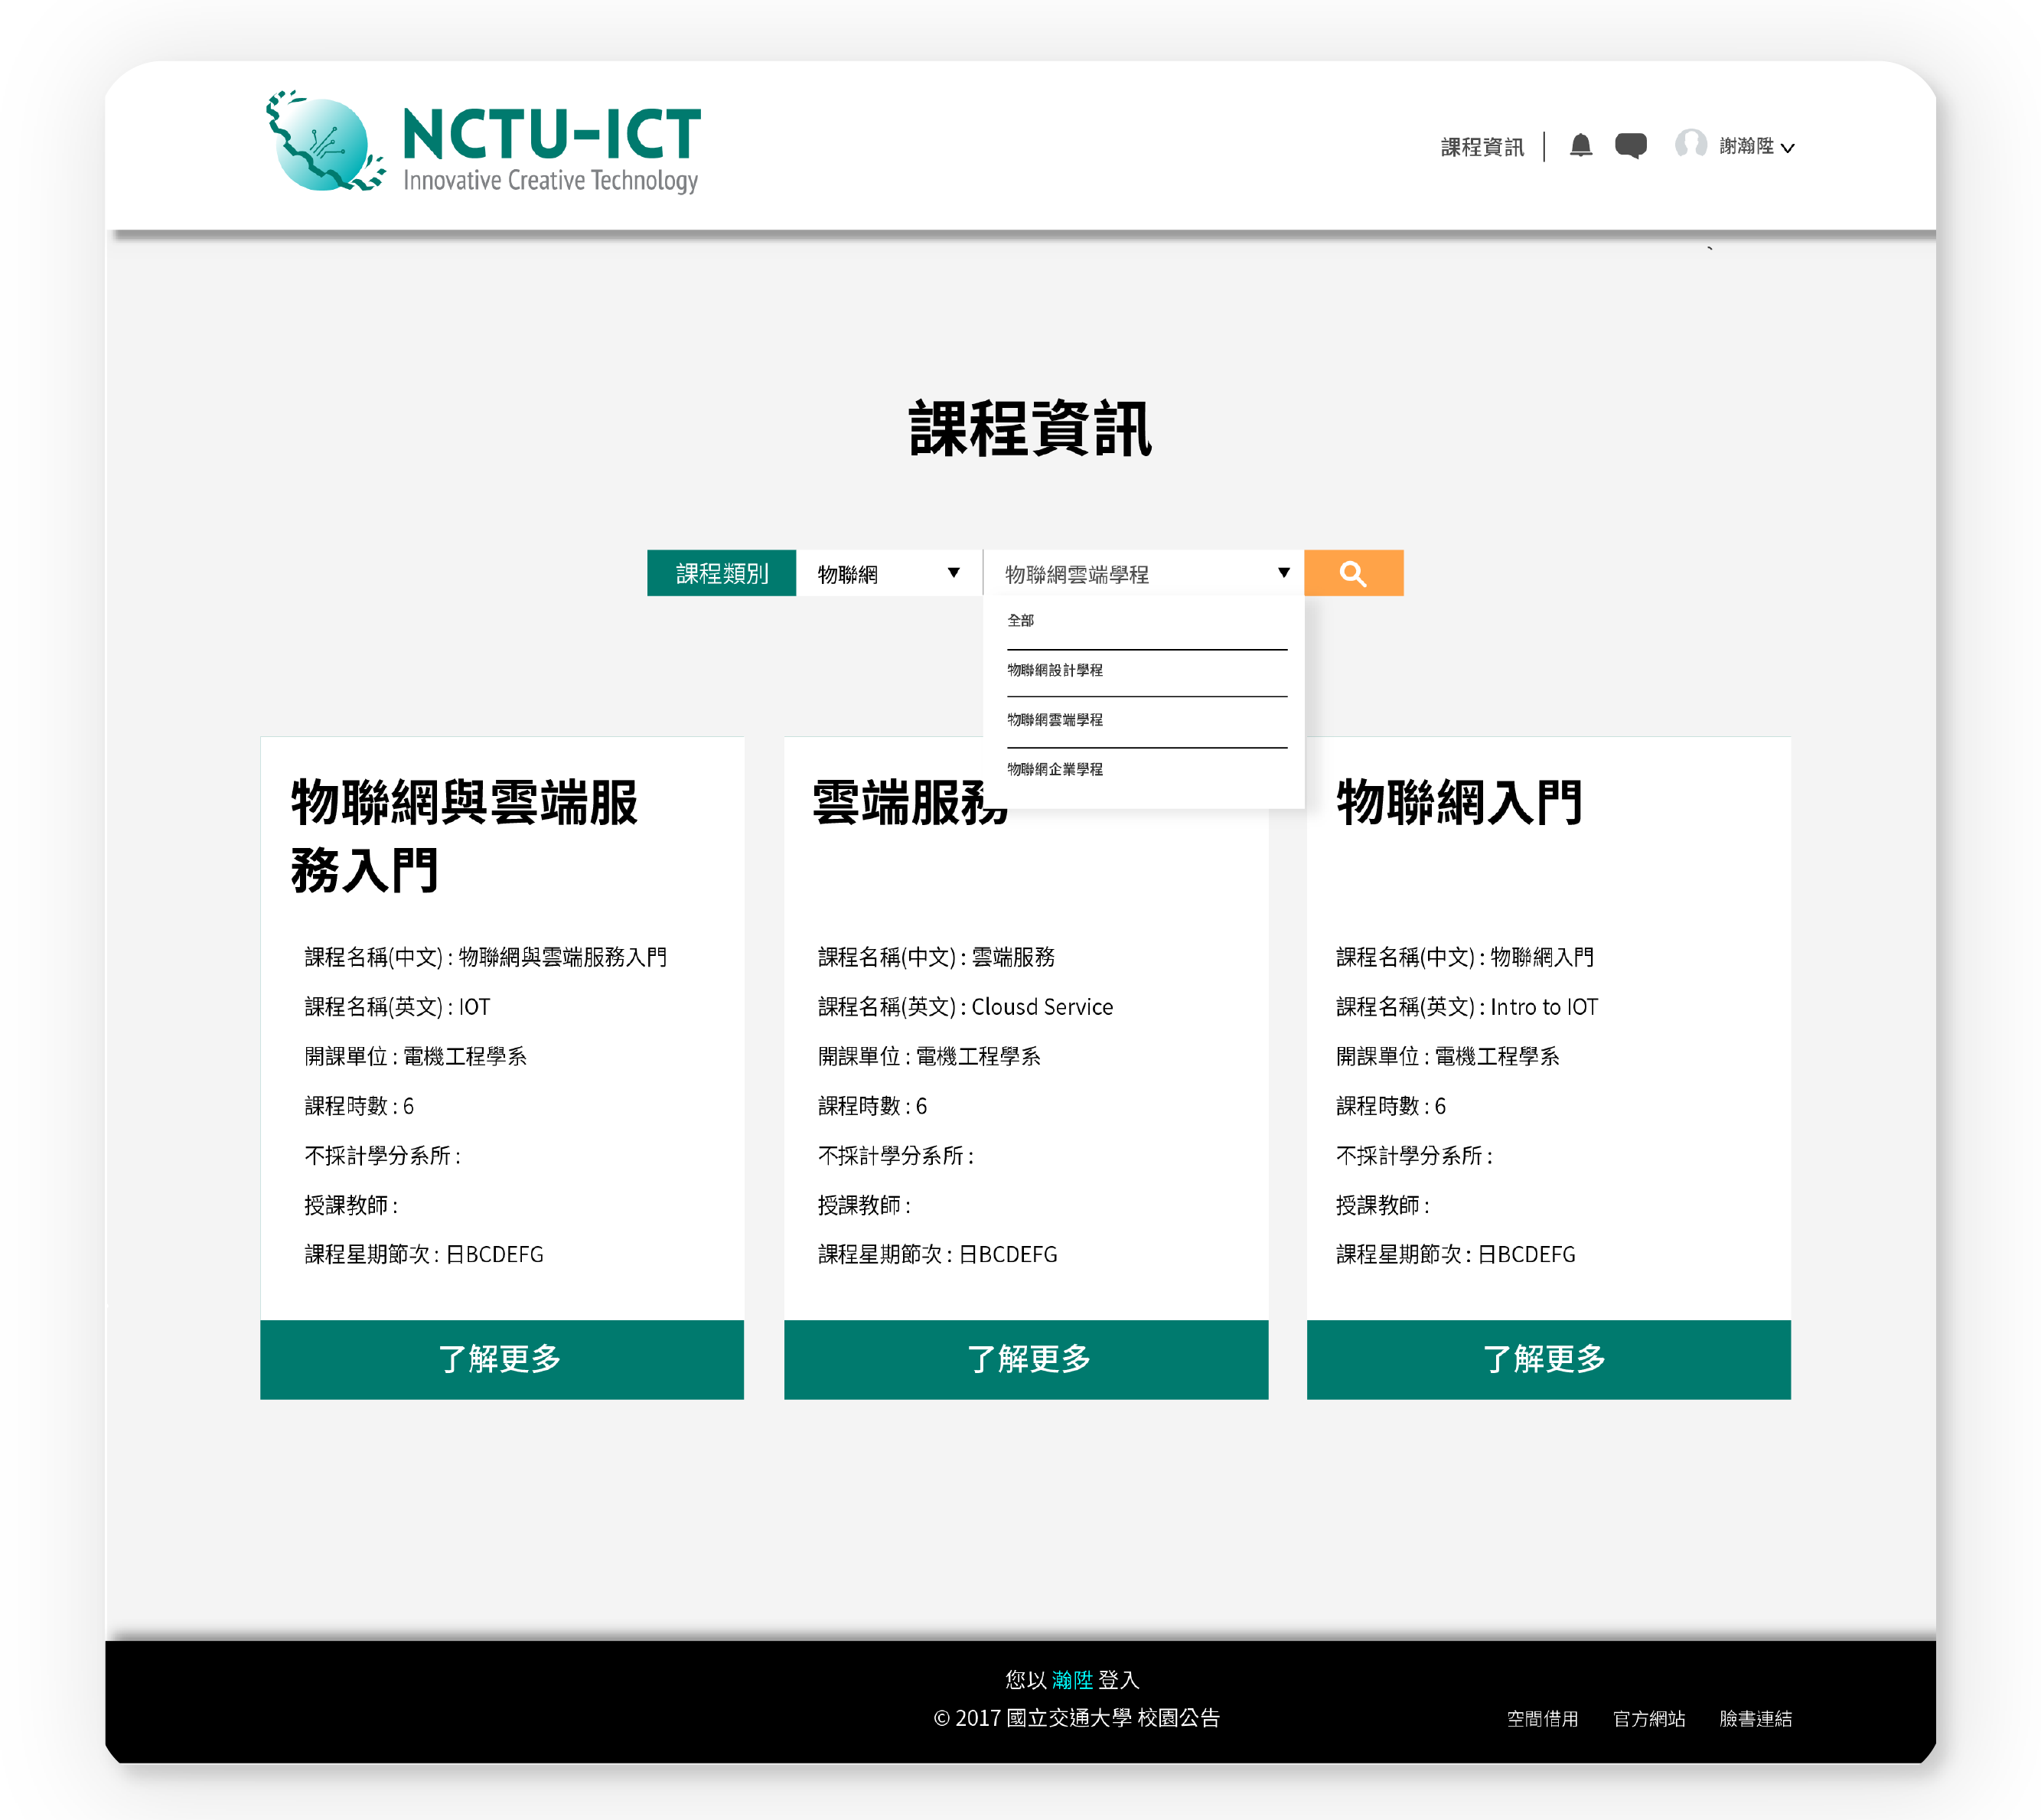 NCTU-ICT
Innovative Creative Technology
課程資訊
謝瀚陞
、
課程資訊
課程類別
物聯網
物聯網雲端學程
全部
物聯網設計學程
物聯網雲端學程
物聯網企業學程
物聯網與雲端服
務入門
課程名稱(中文) : 物聯網與雲端服務入門
課程名稱(英文) : IOT
開課單位 : 電機工程學系
課程時數 : 6
不採計學分系所 :
授課教師 :
課程星期節次 : 日BCDEFG
了解更多
雲端服務
課程名稱(中文) : 雲端服務
課程名稱(英文) : Clousd Service
開課單位 : 電機工程學系
課程時數 : 6
不採計學分系所 :
授課教師 :
課程星期節次 : 日BCDEFG
了解更多
物聯網入門
課程名稱(中文) : 物聯網入門
課程名稱(英文) : Intro to IOT
開課單位 : 電機工程學系
課程時數 : 6
不採計學分系所 :
授課教師 :
課程星期節次 : 日BCDEFG
了解更多
您以 瀚陞 登入
© 2017 國立交通大學 校園公告
空間借用
官方網站
臉書連結